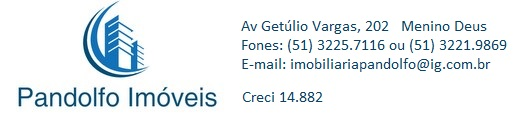 Av Getúlio Vargas, 202 Menino Deus
Fones: (51) 3225.7116 ou (51) 3221.9869
E-mail: imobiliariapandolfo@ig.com.br
Pandolfo Imóveis
Creci 14.882